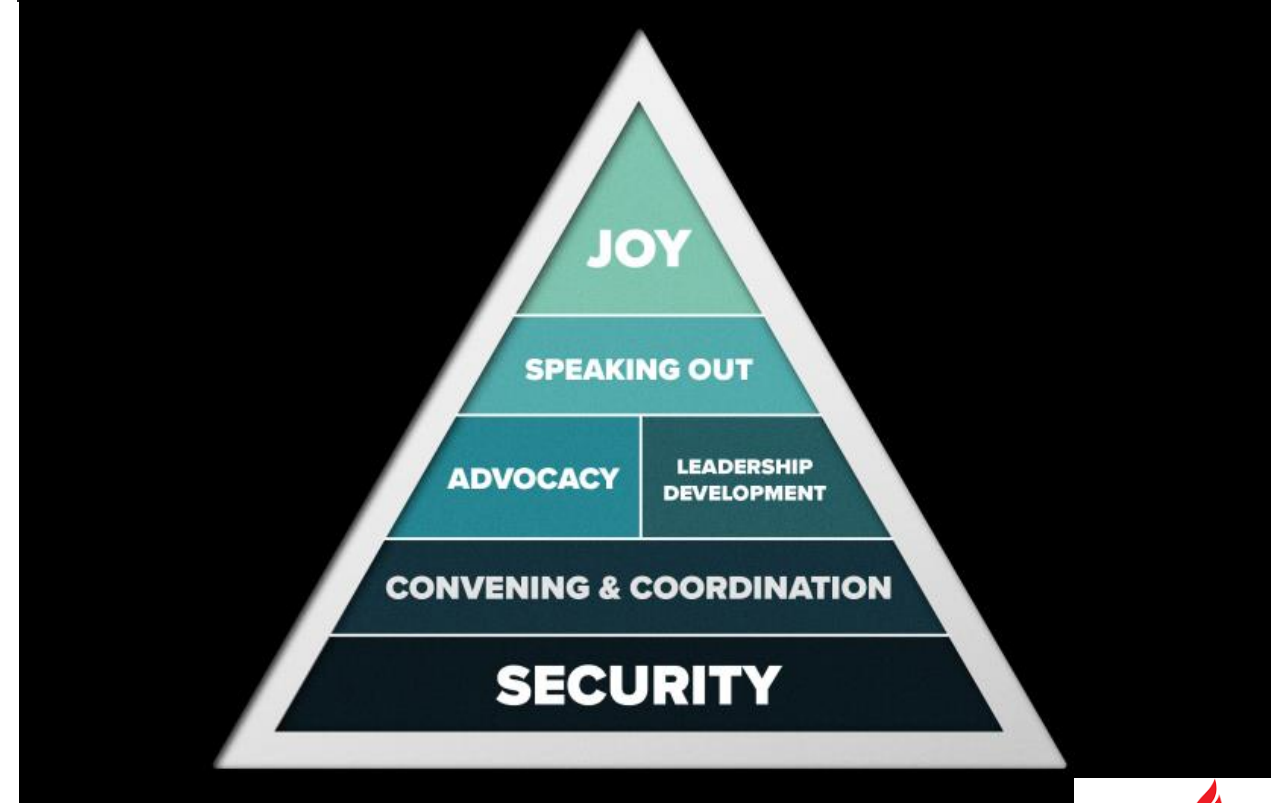 JOY
SPEAKING OUT
ADVOCACY
LEADERSHIP
DEVELOPMENT
CONVENING & COORDINATION
SECURITY